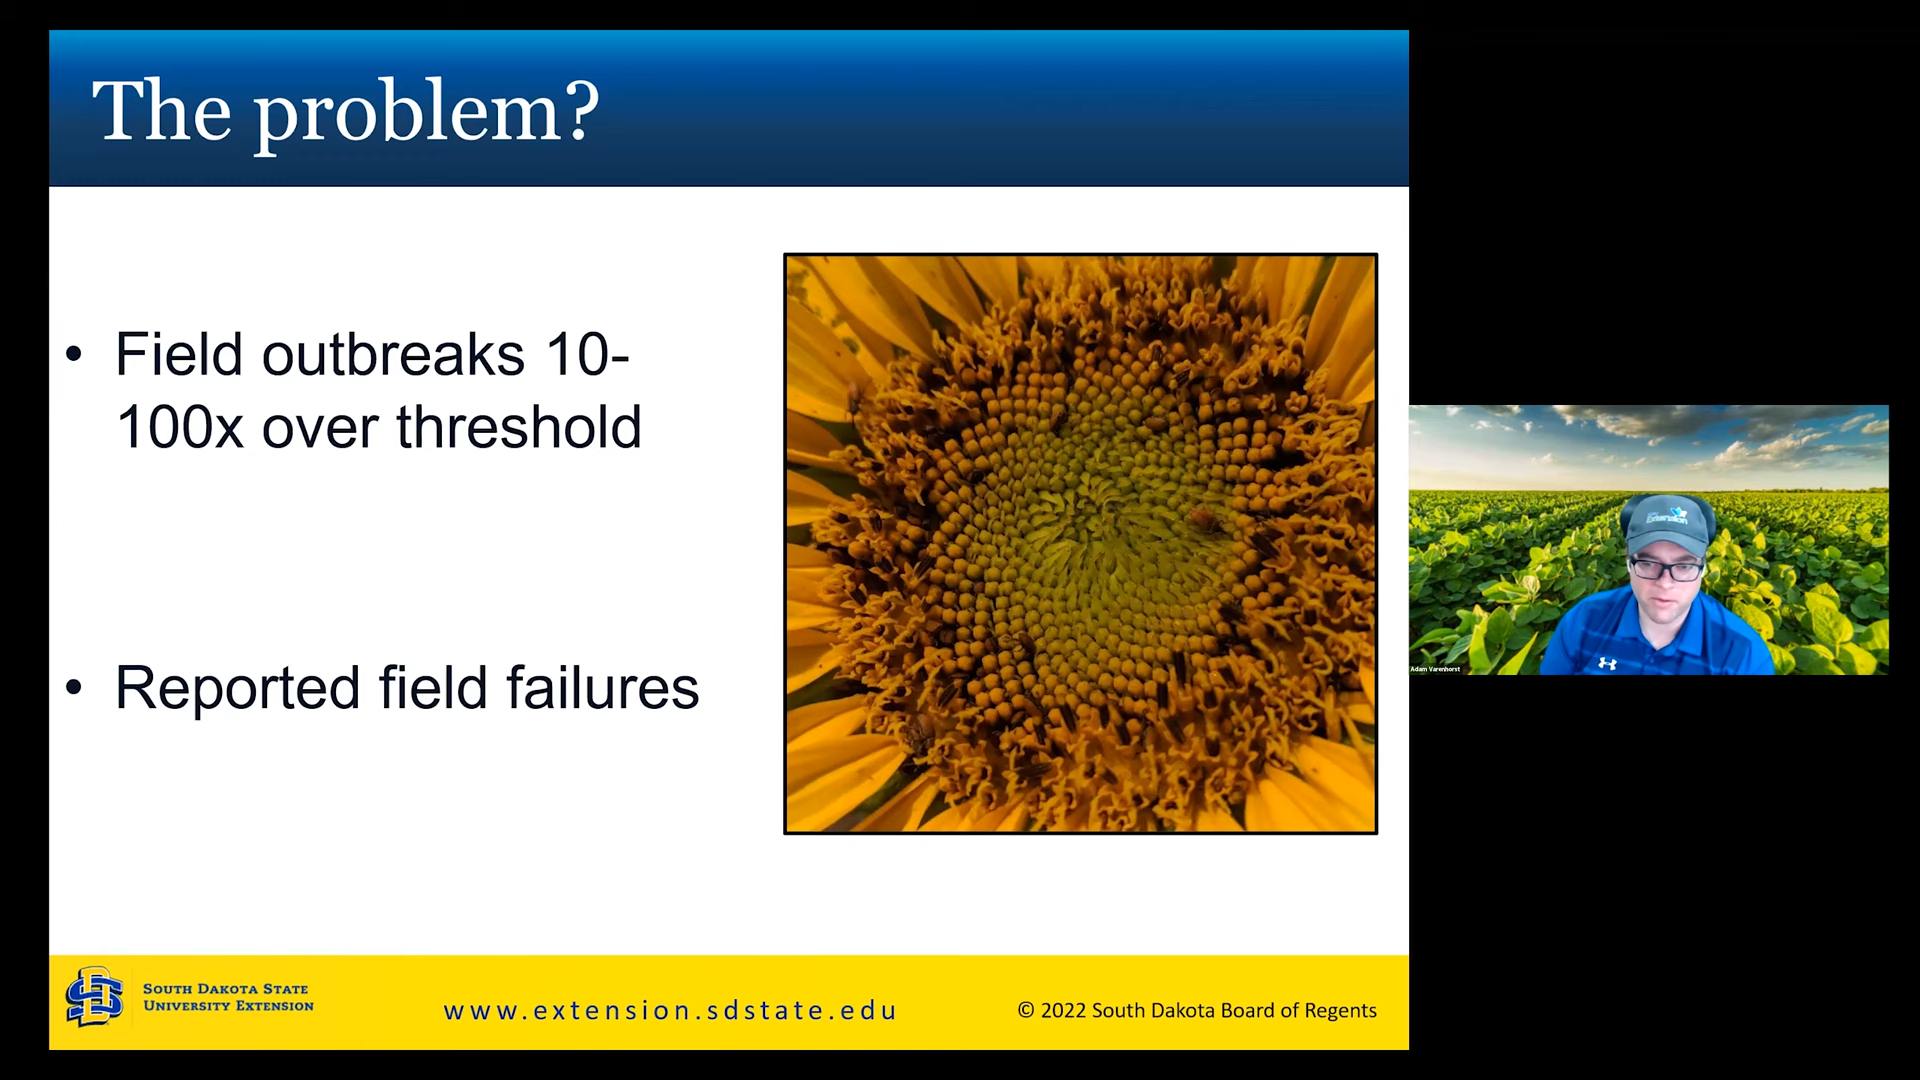 The problem?
• Field outbreaks 10-
100x over threshold
• Reported field failures
Extension
Adam Varenhorst
SOUTH DAKOTA STATE
UNIVERSITY EXTENSION
www.extension.sdstate.edu
© 2022 South Dakota Board of Regents